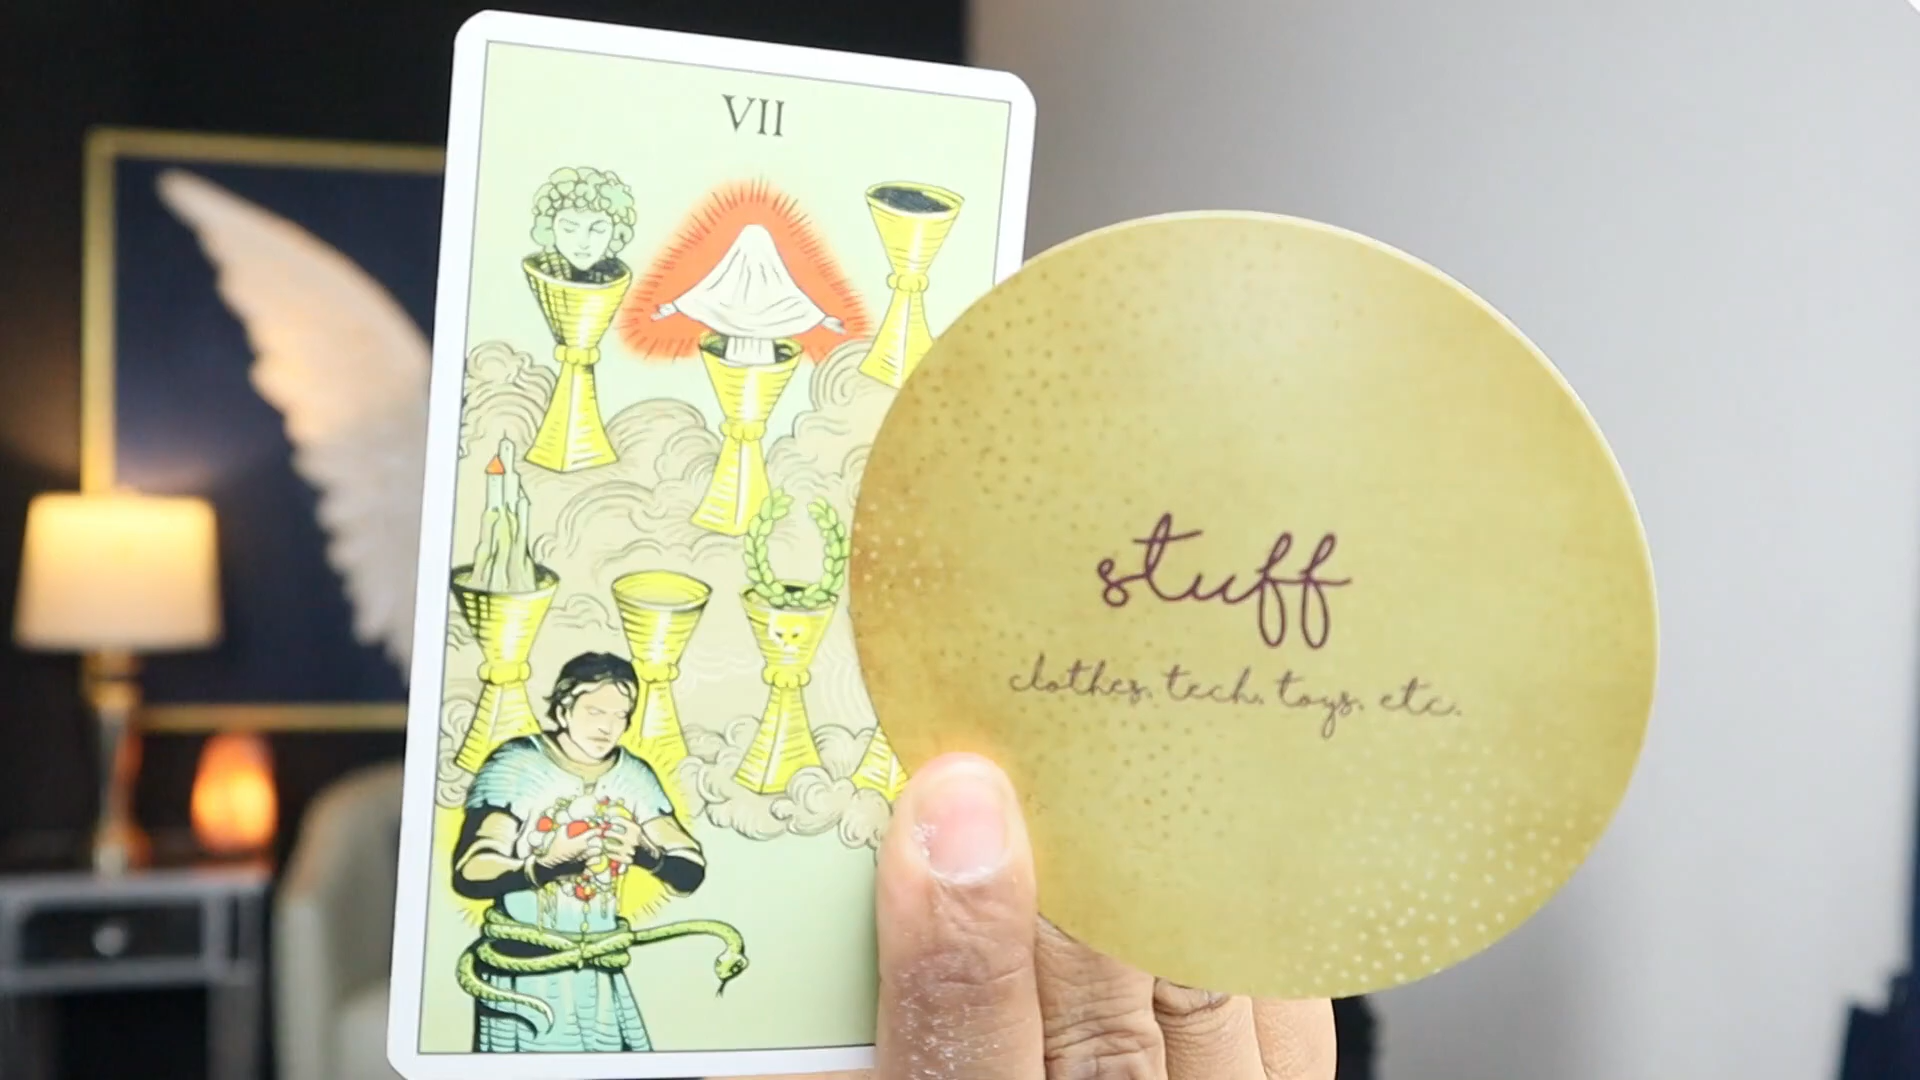 VII
stuff
clothes, tech, toys, etc.